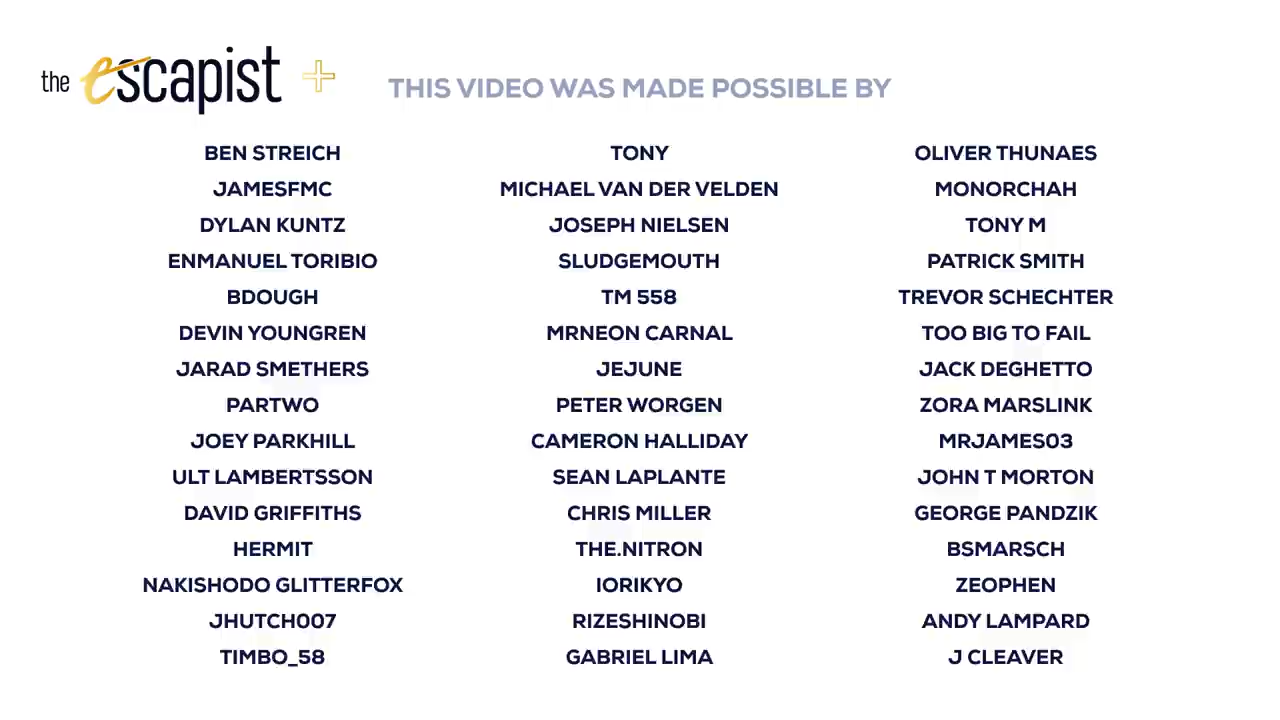 the escapist +
THIS VIDEO WAS MADE POSSIBLE BY
BEN STREICH
JAMESFMC
DYLAN KUNTZ
ENMANUEL TORIBIO
BDOUGH
DEVIN YOUNGREN
JARAD SMETHERS
PARTWO
JOEY PARKHILL
ULT LAMBERTSSON
DAVID GRIFFITHS
HERMIT
NAKISHODO GLITTERFOX
JHUTCH007
TIMBO_58
TONY
MICHAEL VAN DER VELDEN
JOSEPH NIELSEN
SLUDGEMOUTH
TM 558
MRNEON CARNAL
JEJUNE
PETER WORGEN
CAMERON HALLIDAY
SEAN LAPLANTE
CHRIS MILLER
THE.NITRON
IORIKYO
RIZESHINOBI
GABRIEL LIMA
OLIVER THUNAES
MONORCHAH
TONY M
PATRICK SMITH
TREVOR SCHECHTER
TOO BIG TO FAIL
JACK DEGHETTO
ZORA MARSLINK
MRJAMES03
JOHN T MORTON
GEORGE PANDZIK
BSMARSCH
ZEOPHEN
ANDY LAMPARD
J CLEAVER